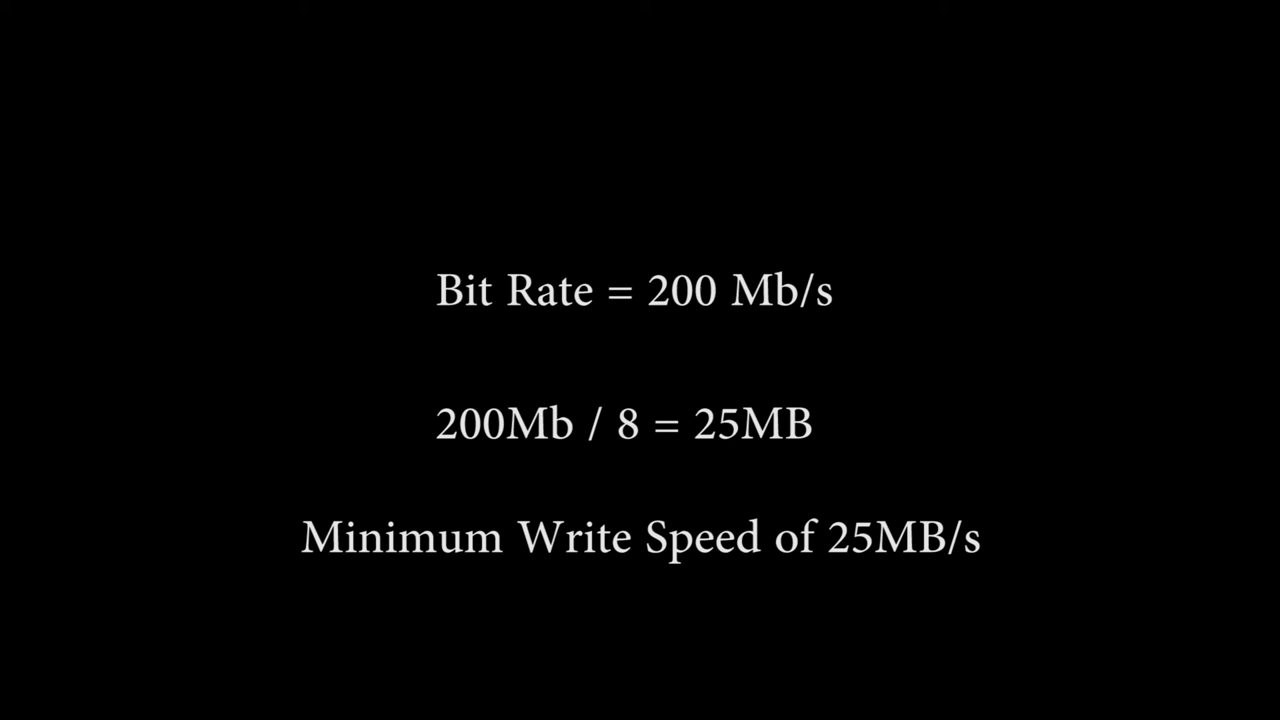 Bit Rate = 200 Mb/s
200Mb / 8 = 25MB
Minimum Write Speed of 25MB/s